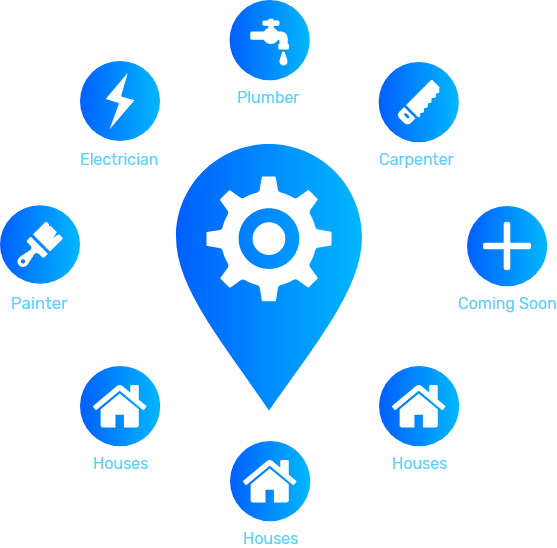 Plumber
Electrician
Carpenter
Painter
Coming Soon
Houses
Houses
Houses